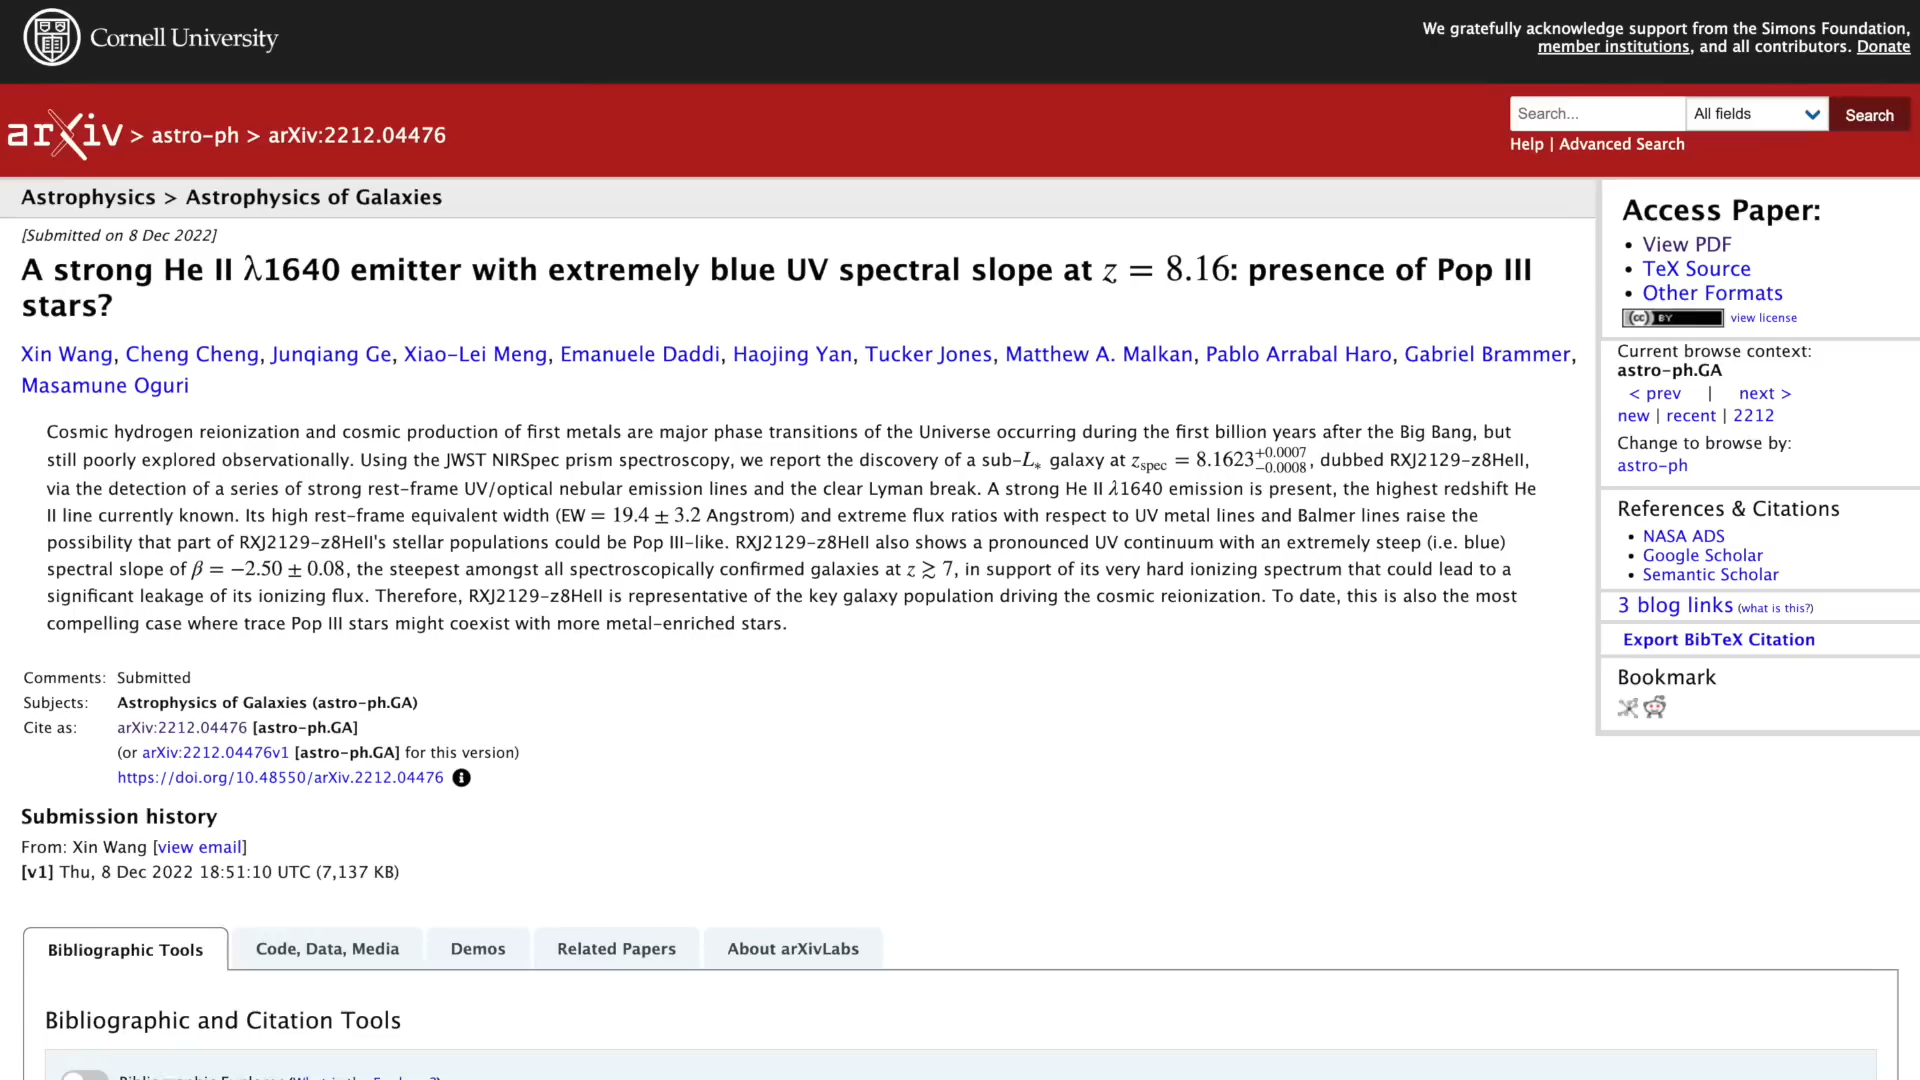 Cornell University
We gratefully acknowledge support from the Simons Foundation,
member institutions, and all contributors. Donate
arXiv > astro-ph > arXiv:2212.04476
Search...
All fields
Search
Help | Advanced Search
Astrophysics > Astrophysics of Galaxies
[Submitted on 8 Dec 2022]
A strong He II λ1640 emitter with extremely blue UV spectral slope at z = 8.16: presence of Pop III
stars?
Xin Wang, Cheng Cheng, Junqiang Ge, Xiao-Lei Meng, Emanuele Daddi, Haojing Yan, Tucker Jones, Matthew A. Malkan, Pablo Arrabal Haro, Gabriel Brammer,
Masamune Oguri
Cosmic hydrogen reionization and cosmic production of first metals are major phase transitions of the Universe occurring during the first billion years after the Big Bang, but
still poorly explored observationally. Using the JWST NIRSpec prism spectroscopy, we report the discovery of a sub-L* galaxy at z_spec = 8.1623^{+0.0007}_{-0.0008}, dubbed RXJ2129-z8HeII,
via the detection of a series of strong rest-frame UV/optical nebular emission lines and the clear Lyman break. A strong He II λ1640 emission is present, the highest redshift He
II line currently known. Its high rest-frame equivalent width (EW = 19.4 ± 3.2 Angstrom) and extreme flux ratios with respect to UV metal lines and Balmer lines raise the
possibility that part of RXJ2129-z8HeII's stellar populations could be Pop III-like. RXJ2129-z8HeII also shows a pronounced UV continuum with an extremely steep (i.e. blue)
spectral slope of β = −2.50 ± 0.08, the steepest amongst all spectroscopically confirmed galaxies at z ≳ 7, in support of its very hard ionizing spectrum that could lead to a
significant leakage of its ionizing flux. Therefore, RXJ2129-z8HeII is representative of the key galaxy population driving the cosmic reionization. To date, this is also the most
compelling case where trace Pop III stars might coexist with more metal-enriched stars.
Comments: Submitted
Subjects: Astrophysics of Galaxies (astro-ph.GA)
Cite as: arXiv:2212.04476 [astro-ph.GA]
(or arXiv:2212.04476v1 [astro-ph.GA] for this version)
https://doi.org/10.48550/arXiv.2212.04476
Submission history
From: Xin Wang [view email]
[v1] Thu, 8 Dec 2022 18:51:10 UTC (7,137 KB)
Bibliographic Tools
Code, Data, Media
Demos
Related Papers
About arXivLabs
Bibliographic and Citation Tools
Access Paper:
• View PDF
• TeX Source
• Other Formats
(cc) BY view license
Current browse context:
astro-ph.GA
< prev | next >
new | recent | 2212
Change to browse by:
astro-ph
References & Citations
• NASA ADS
• Google Scholar
• Semantic Scholar
3 blog links (what is this?)
Export BibTeX Citation
Bookmark